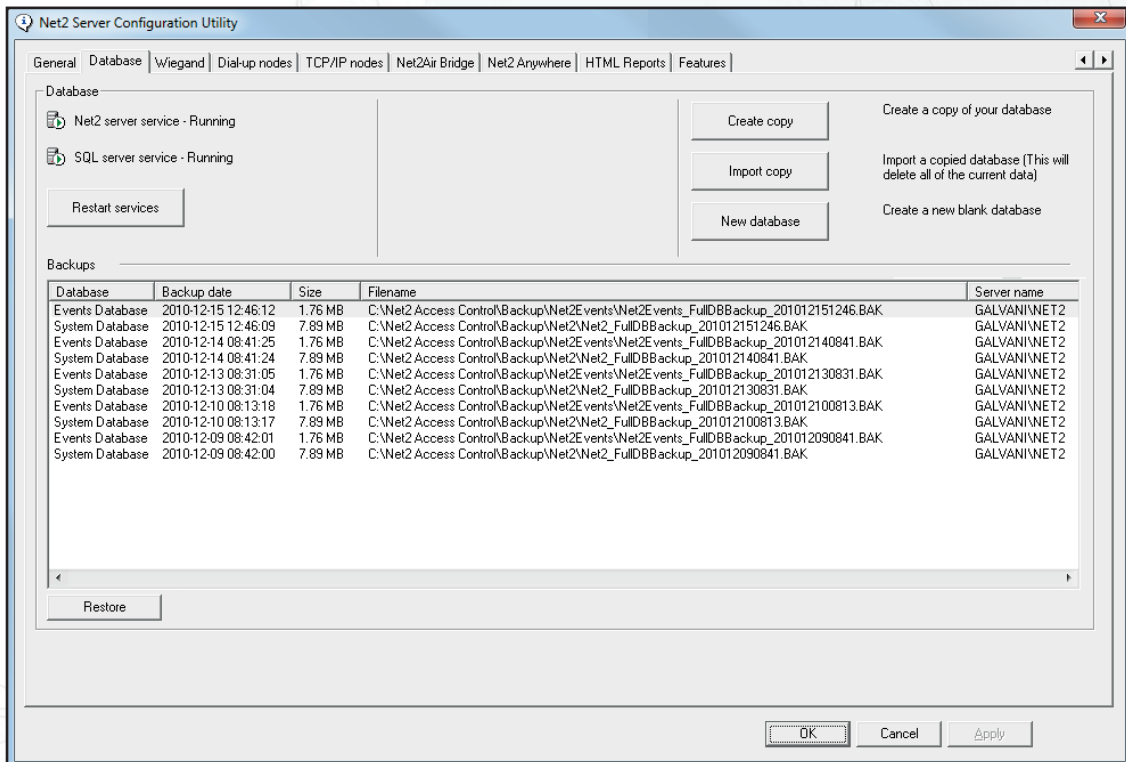 Net2 Server Configuration Utility
General Database Wiegand Dial-up nodes TCP/IP nodes Net2Air Bridge Net2 Anywhere HTML Reports Features
Database
Net2 server service - Running
SQL server service - Running
Restart services
Create copy Create a copy of your database
Import copy Import a copied database (This will
delete all of the current data)
New database Create a new blank database
Backups
Database Backup date Size Filename Server name
Events Database 2010-12-15 12:46:12 1.76 MB C:\Net2 Access Control\Backup\Net2Events\Net2Events_FullDBBackup_201012151246.BAK GALVANI\NET2
System Database 2010-12-15 12:46:09 7.89 MB C:\Net2 Access Control\Backup\Net2\Net2_FullDBBackup_201012151246.BAK GALVANI\NET2
Events Database 2010-12-14 08:41:25 1.76 MB C:\Net2 Access Control\Backup\Net2Events\Net2Events_FullDBBackup_201012140841.BAK GALVANI\NET2
System Database 2010-12-14 08:41:24 7.89 MB C:\Net2 Access Control\Backup\Net2\Net2_FullDBBackup_201012140841.BAK GALVANI\NET2
Events Database 2010-12-13 08:31:05 1.76 MB C:\Net2 Access Control\Backup\Net2Events\Net2Events_FullDBBackup_201012130831.BAK GALVANI\NET2
System Database 2010-12-13 08:31:04 7.89 MB C:\Net2 Access Control\Backup\Net2\Net2_FullDBBackup_201012130831.BAK GALVANI\NET2
Events Database 2010-12-10 08:13:18 1.76 MB C:\Net2 Access Control\Backup\Net2Events\Net2Events_FullDBBackup_201012100813.BAK GALVANI\NET2
System Database 2010-12-10 08:13:17 7.89 MB C:\Net2 Access Control\Backup\Net2\Net2_FullDBBackup_201012100813.BAK GALVANI\NET2
Events Database 2010-12-09 08:42:01 1.76 MB C:\Net2 Access Control\Backup\Net2Events\Net2Events_FullDBBackup_201012090841.BAK GALVANI\NET2
System Database 2010-12-09 08:42:00 7.89 MB C:\Net2 Access Control\Backup\Net2\Net2_FullDBBackup_201012090841.BAK GALVANI\NET2
Restore
OK Cancel Apply